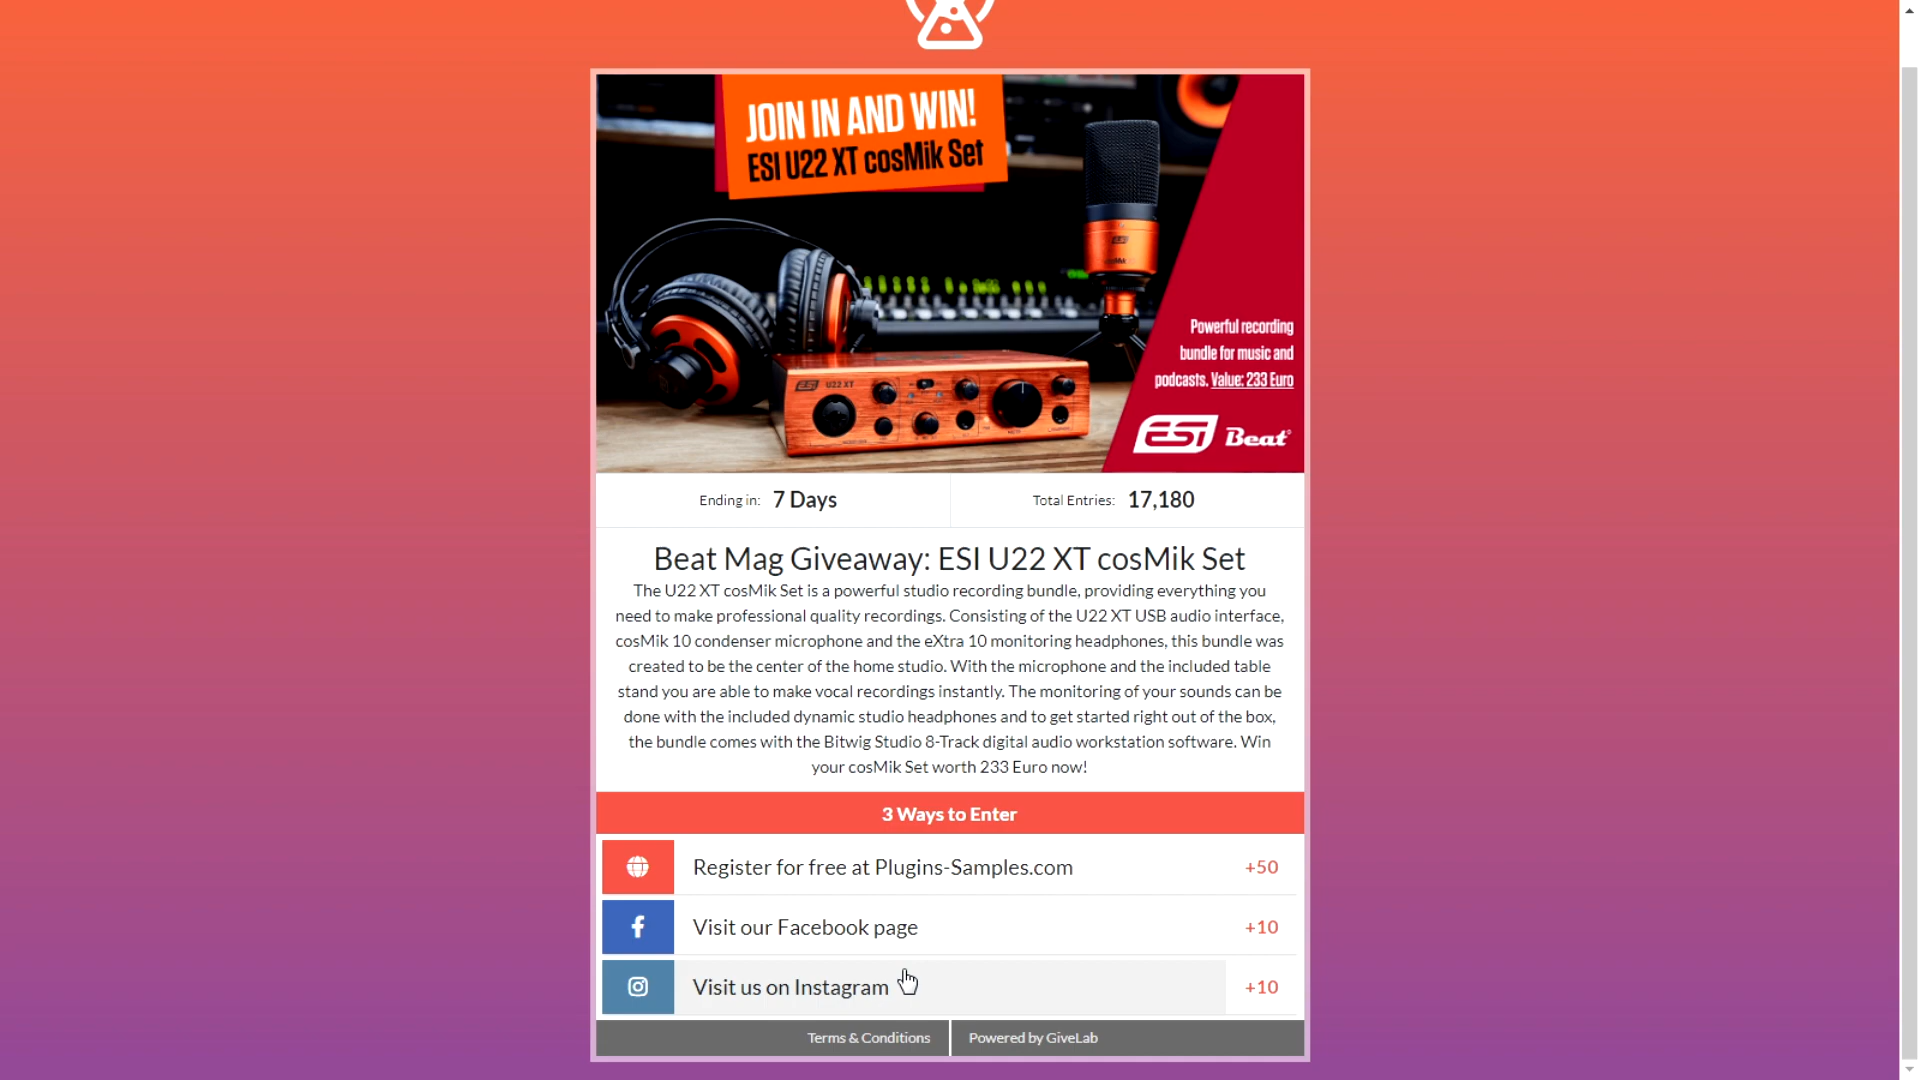 JOIN IN AND WIN!
ESI U22 XT cosMik Set
Powerful recording
bundle for music and
podcasts. Value: 233 Euro
ESI Beat
ESI U22 XT
Ending in: 7 Days
Total Entries: 17,180
Beat Mag Giveaway: ESI U22 XT cosMik Set
The U22 XT cosMik Set is a powerful studio recording bundle, providing everything you
need to make professional quality recordings. Consisting of the U22 XT USB audio interface,
cosMik 10 condenser microphone and the eXtra 10 monitoring headphones, this bundle was
created to be the center of the home studio. With the microphone and the included table
stand you are able to make vocal recordings instantly. The monitoring of your sounds can be
done with the included dynamic studio headphones and to get started right out of the box,
the bundle comes with the Bitwig Studio 8-Track digital audio workstation software. Win
your cosMik Set worth 233 Euro now!
3 Ways to Enter
Register for free at Plugins-Samples.com +50
Visit our Facebook page +10
Visit us on Instagram +10
Terms & Conditions
Powered by GiveLab